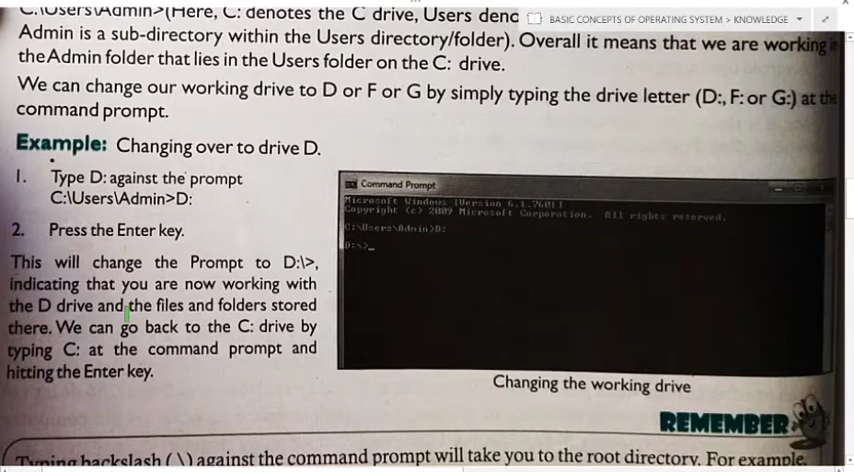 C:\Users\Admin>(Here, C: denotes the C drive, Users
BASIC CONCEPTS OF OPERATING SYSTEM > KNOWLEDGE
Admin is a sub-directory within the Users directory/folder). Overall it means that we are working
the Admin folder that lies in the Users folder on the C: drive.
We can change our working drive to D or F or G by simply typing the drive letter (D:, F: or G:) at the
command prompt.
Example: Changing over to drive D.
1. Type D: against the prompt
C:\Users\Admin>D:
2. Press the Enter key.
This will change the Prompt to D:\>,
indicating that you are now working with
the D drive and the files and folders stored
there. We can go back to the C: drive by
typing C: at the command prompt and
hitting the Enter key.
Command Prompt
Microsoft Windows [Version 6.1.7601]
Copyright (c) 2009 Microsoft Corporation. All rights reserved.
C:\Users\Admin>D:
D:\>_
Changing the working drive
REMEMBER
Typing backslash (\) against the command prompt will take you to the root directory. For example,